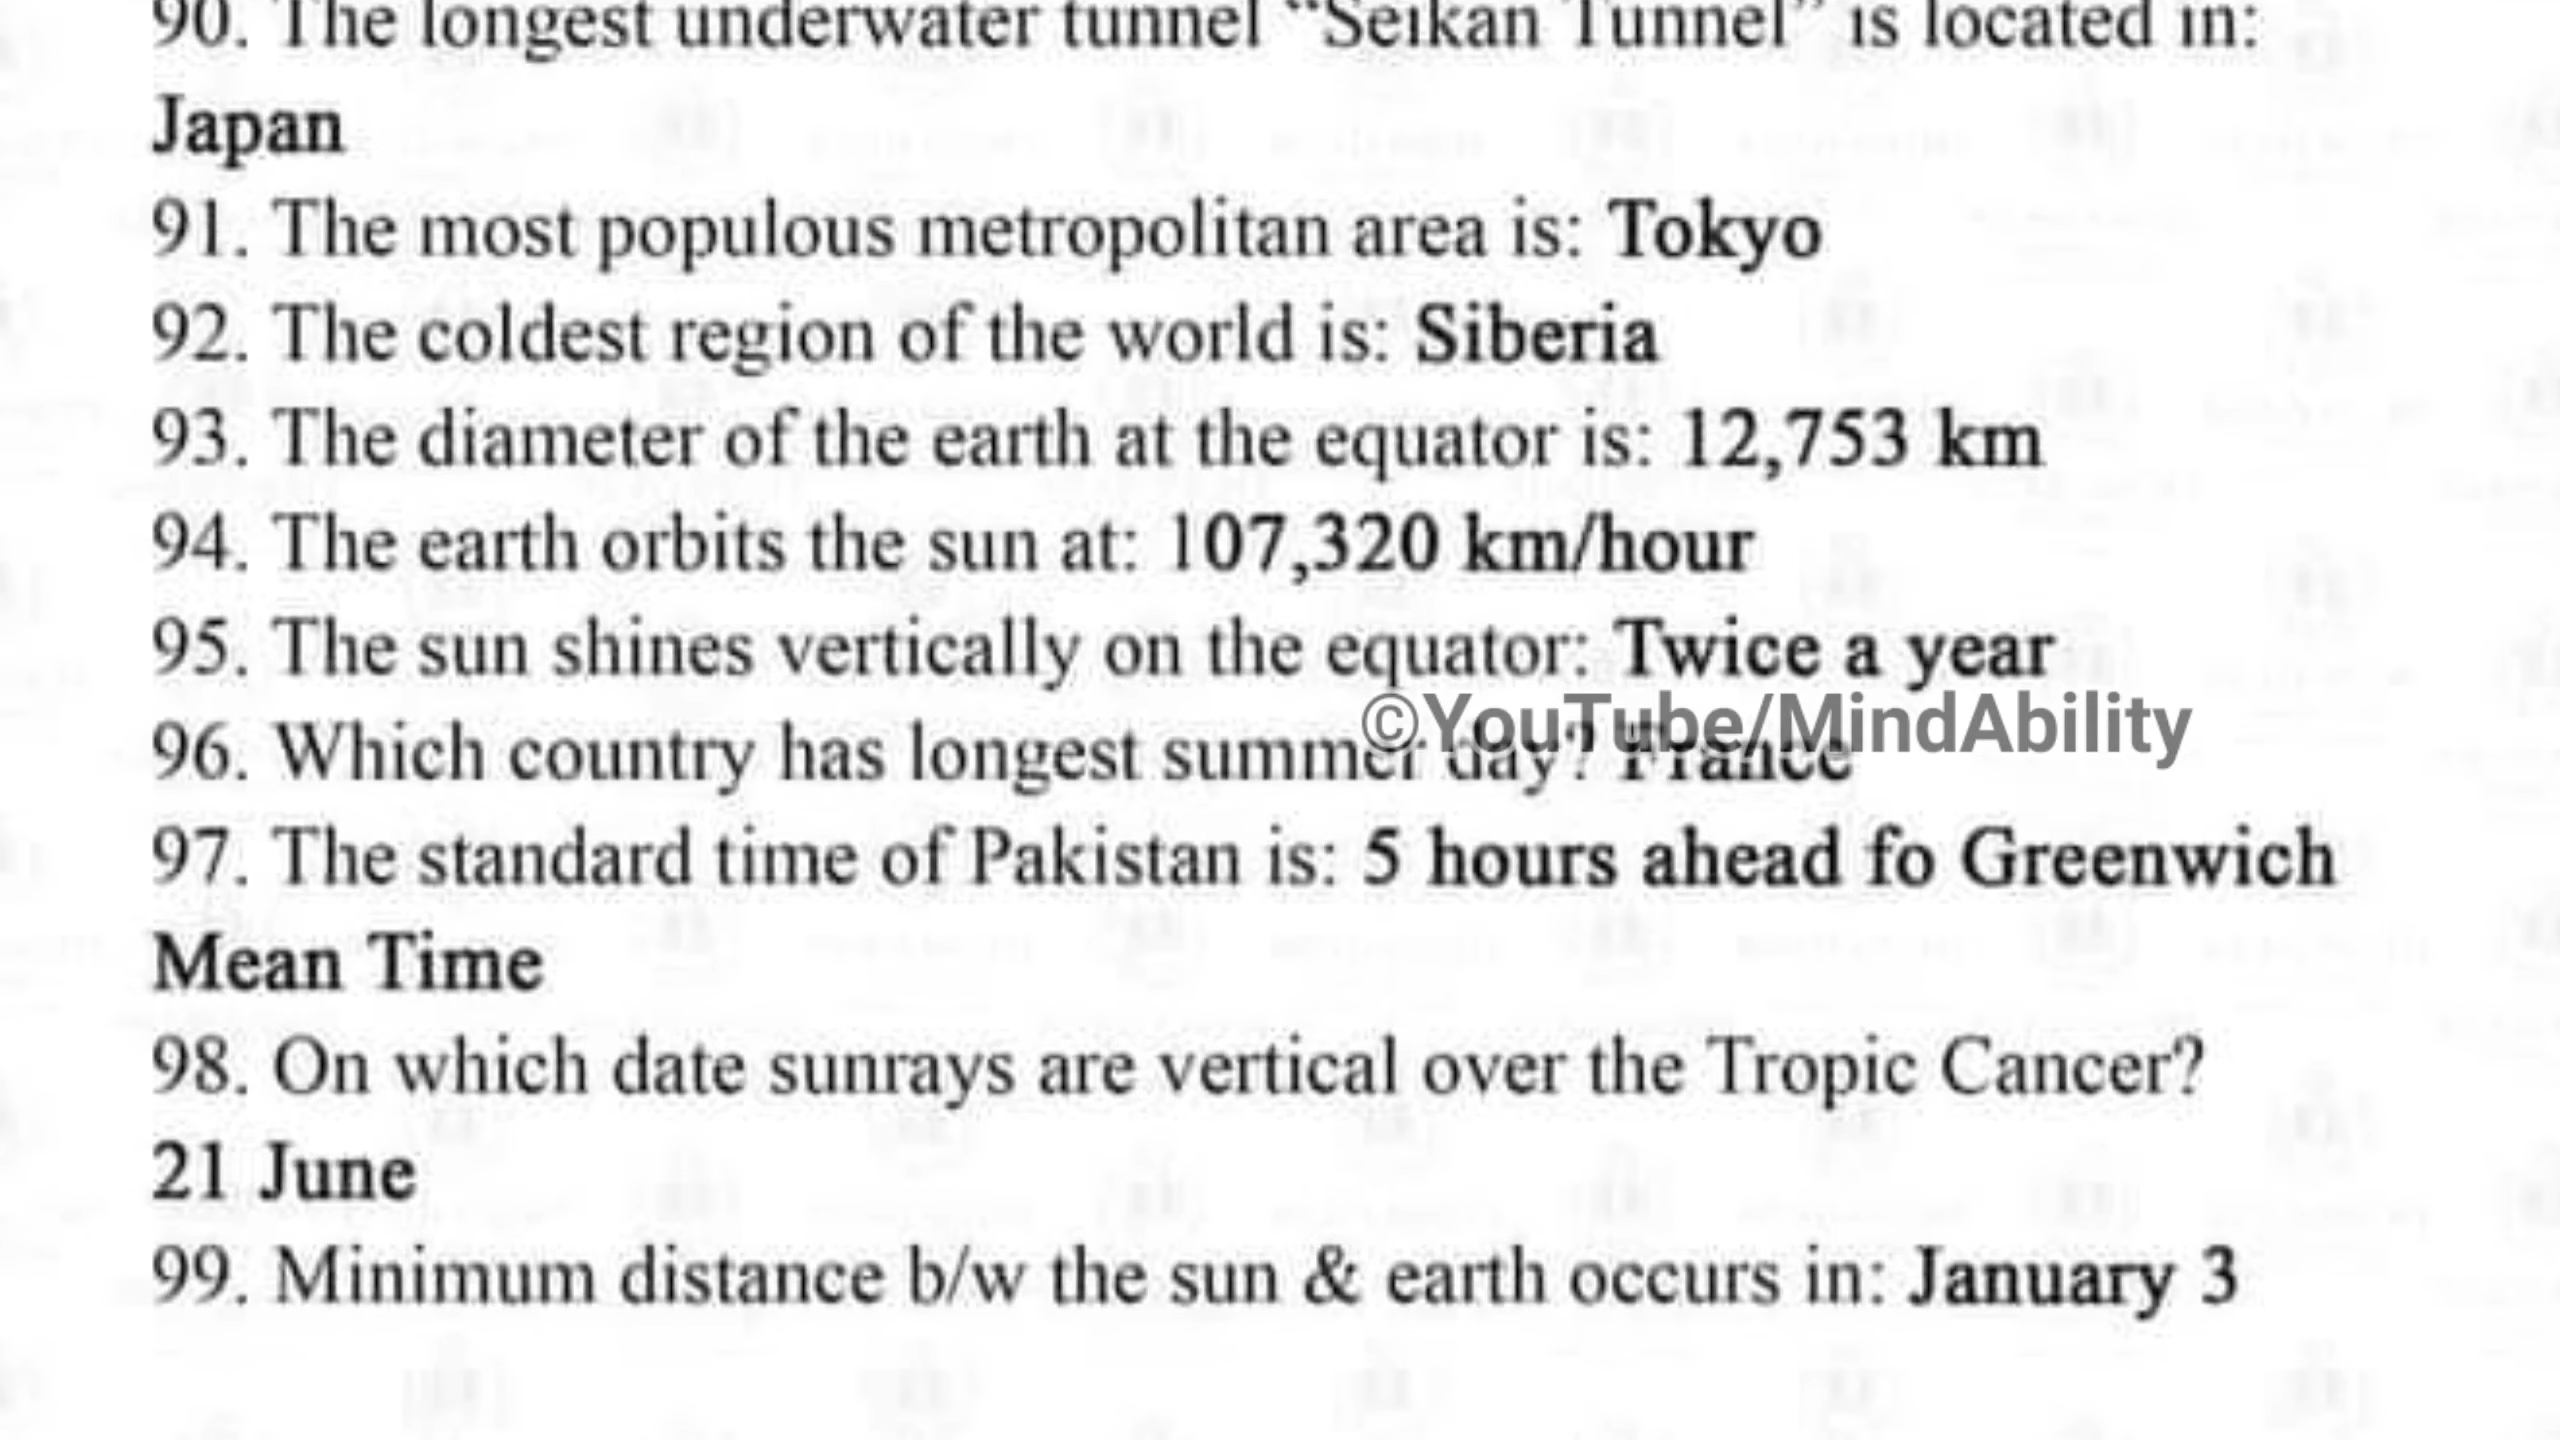 90. The longest underwater tunnel “Seikan Tunnel” is located in:
Japan
91. The most populous metropolitan area is: Tokyo
92. The coldest region of the world is: Siberia
93. The diameter of the earth at the equator is: 12,753 km
94. The earth orbits the sun at: 107,320 km/hour
95. The sun shines vertically on the equator: Twice a year
©YouTube/MindAbility
96. Which country has longest summer day? France
97. The standard time of Pakistan is: 5 hours ahead fo Greenwich
Mean Time
98. On which date sunrays are vertical over the Tropic Cancer?
21 June
99. Minimum distance b/w the sun & earth occurs in: January 3